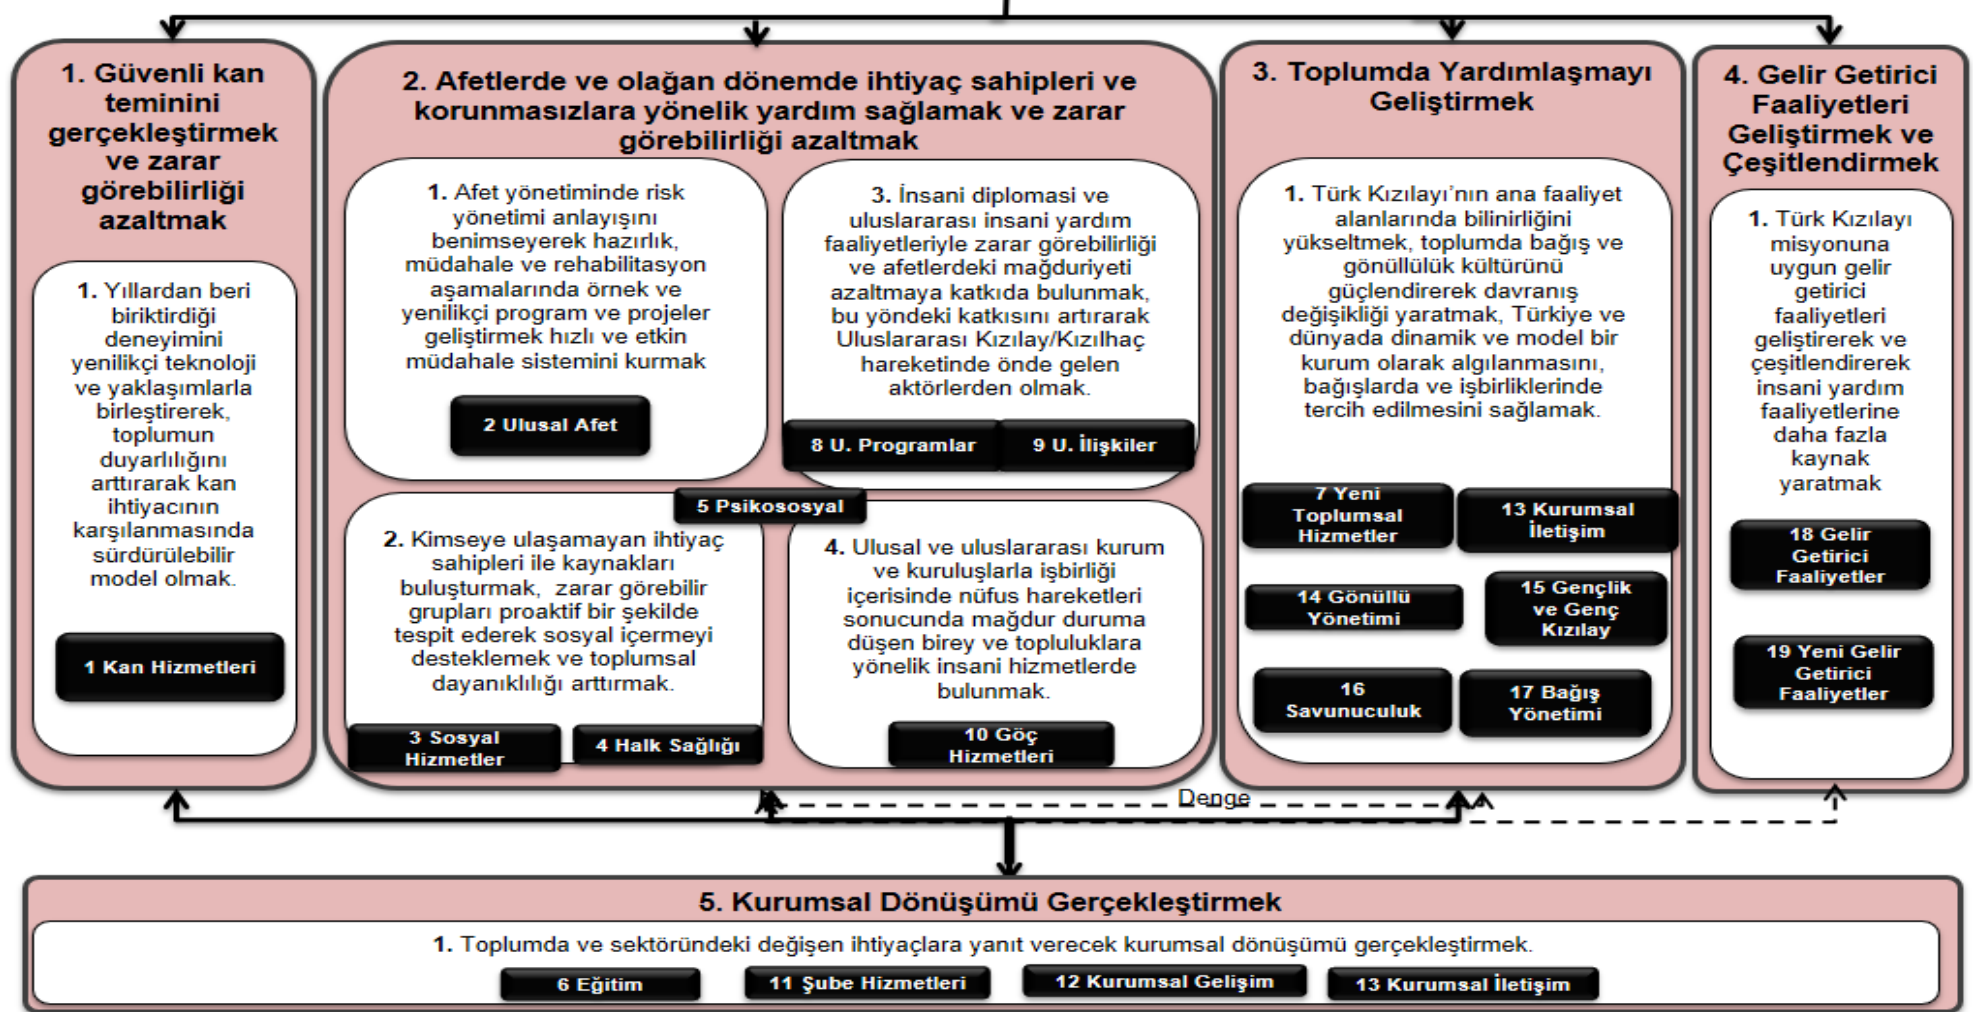 1. Güvenli kan
teminini
gerçekleştirmek
ve zarar
görebilirliği
azaltmak
1. Yıllardan beri
biriktirdiği
deneyimini
yenilikçi teknoloji
ve yaklaşımlarla
birleştirerek,
toplumun
duyarlılığını
arttırarak kan
ihtiyacının
karşılanmasında
sürdürülebilir
model olmak.
1 Kan Hizmetleri
2. Afetlerde ve olağan dönemde ihtiyaç sahipleri ve
korunmasızlara yönelik yardım sağlamak ve zarar
görebilirliği azaltmak
1. Afet yönetiminde risk
yönetimi anlayışını
benimseyerek hazırlık,
müdahale ve rehabilitasyon
aşamalarında örnek ve
yenilikçi program ve projeler
geliştirmek hızlı ve etkin
müdahale sistemini kurmak
2 Ulusal Afet
3. İnsani diplomasi ve
uluslararası insani yardım
faaliyetleriyle zarar görebilirliği
ve afetlerdeki mağduriyeti
azaltmaya katkıda bulunmak,
bu yöndeki katkısını artırarak
Uluslararası Kızılay/Kızılhaç
hareketinde önde gelen
aktörlerden olmak.
8 U. Programlar
9 U. İlişkiler
5 Psikososyal
2. Kimseye ulaşamayan ihtiyaç
sahipleri ile kaynakları
buluşturmak, zarar görebilir
grupları proaktif bir şekilde
tespit ederek sosyal içermeyi
desteklemek ve toplumsal
dayanıklılığı arttırmak.
3 Sosyal
Hizmetler
4 Halk Sağlığı
4. Ulusal ve uluslararası kurum
ve kuruluşlarla işbirliği
içerisinde nüfus hareketleri
sonucunda mağdur duruma
düşen birey ve topluluklara
yönelik insani hizmetlerde
bulunmak.
10 Göç
Hizmetleri
3. Toplumda Yardımlaşmayı
Geliştirmek
1. Türk Kızılayı’nın ana faaliyet
alanlarında bilinirliğini
yükseltmek, toplumda bağış ve
gönüllülük kültürünü
güçlendirerek davranış
değişikliği yaratmak, Türkiye ve
dünyada dinamik ve model bir
kurum olarak algılanmasını,
bağışlarda ve işbirliklerinde
tercih edilmesini sağlamak.
7 Yeni
Toplumsal
Hizmetler
13 Kurumsal
İletişim
14 Gönüllü
Yönetimi
15 Gençlik
ve Genç
Kızılay
16
Savunuculuk
17 Bağış
Yönetimi
4. Gelir Getirici
Faaliyetleri
Geliştirmek ve
Çeşitlendirmek
1. Türk Kızılayı
misyonuna
uygun gelir
getirici
faaliyetleri
geliştirerek ve
çeşitlendirerek
insani yardım
faaliyetlerine
daha fazla
kaynak
yaratmak
18 Gelir
Getirici
Faaliyetler
19 Yeni Gelir
Getirici
Faaliyetler
Denge
5. Kurumsal Dönüşümü Gerçekleştirmek
1. Toplumda ve sektöründeki değişen ihtiyaçlara yanıt verecek kurumsal dönüşümü gerçekleştirmek.
6 Eğitim
11 Şube Hizmetleri
12 Kurumsal Gelişim
13 Kurumsal İletişim